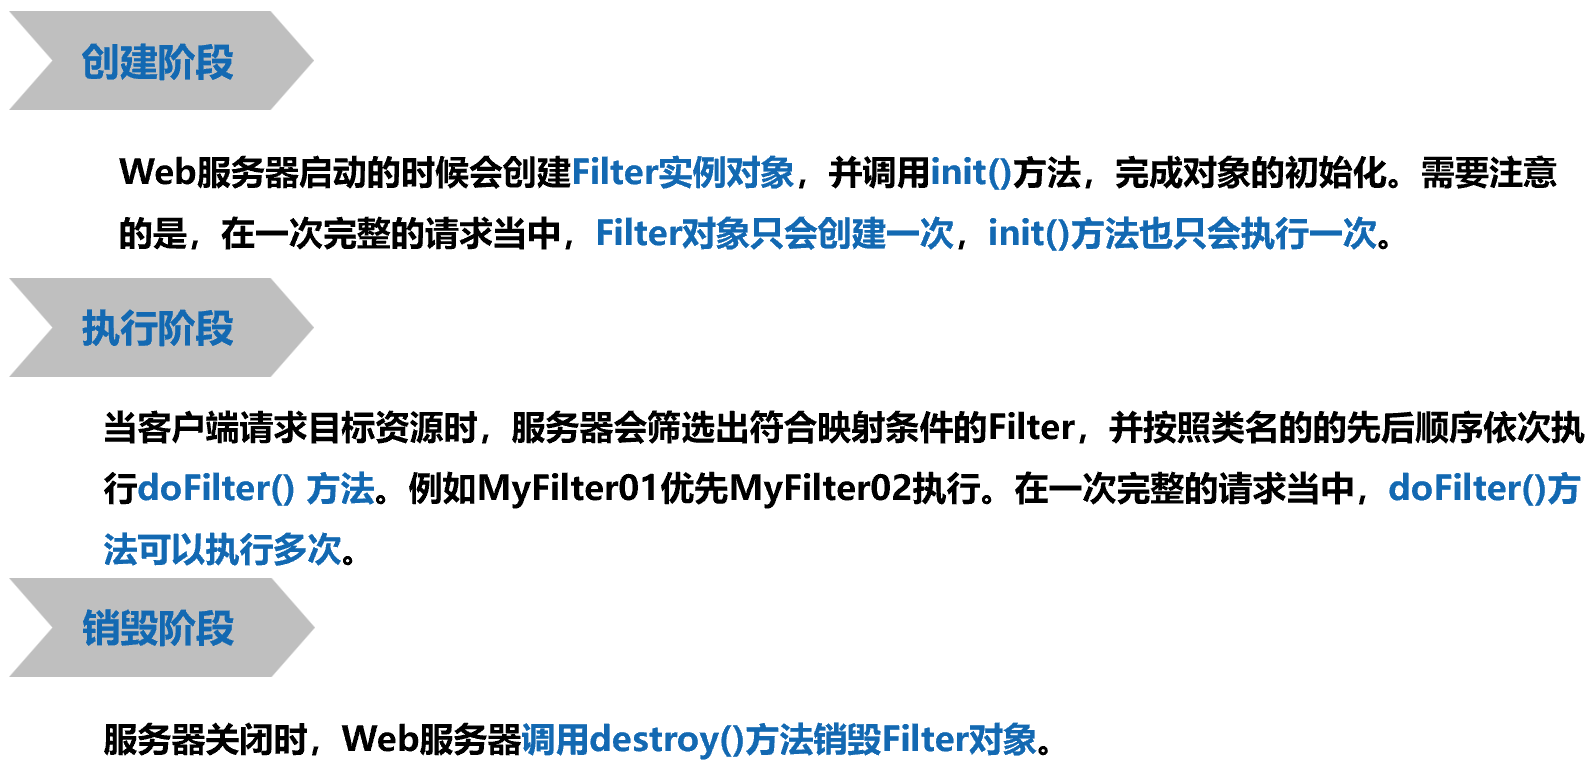 创建阶段
Web服务器启动的时候会创建Filter实例对象，并调用init()方法，完成对象的初始化。需要注意
的是，在一次完整的请求当中，Filter对象只会创建一次，init()方法也只会执行一次。
执行阶段
当客户端请求目标资源时，服务器会筛选出符合映射条件的Filter，并按照类名的的先后顺序依次执
行doFilter() 方法。例如MyFilter01优先MyFilter02执行。在一次完整的请求当中，doFilter()方
法可以执行多次。
销毁阶段
服务器关闭时，Web服务器调用destroy()方法销毁Filter对象。